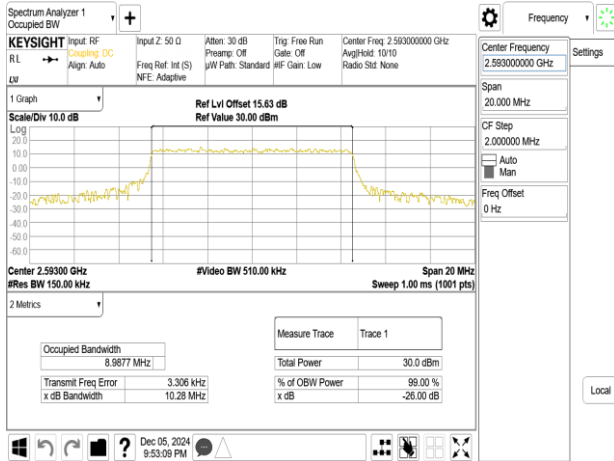 Spectrum Analyzer 1
Occupied BW
Frequency
KEYSIGHT
RL
LXI
Input: RF
Coupling: DC
Align: Auto
Input Z: 50 Ω
Freq Ref: Int (S)
NFE: Adaptive
Atten: 30 dB
Preamp: Off
µW Path: Standard
Trig: Free Run
Gate: Off
#IF Gain: Low
Center Freq: 2.593000000 GHz
Avg|Hold: 10/10
Radio Std: None
Center Frequency
2.593000000 GHz
Settings
Span
20.000 MHz
CF Step
2.000000 MHz
Auto
Man
Freq Offset
0 Hz
Local
1 Graph
Scale/Div 10.0 dB
Ref Lvl Offset 15.63 dB
Ref Value 30.00 dBm
Log
20.0
10.0
0.00
-10.0
-20.0
-30.0
-40.0
-50.0
-60.0
Center 2.59300 GHz
#Video BW 510.00 kHz
Span 20 MHz
#Res BW 150.00 kHz
Sweep 1.00 ms (1001 pts)
2 Metrics
Measure Trace Trace 1
Occupied Bandwidth
8.9877 MHz
Total Power 30.0 dBm
Transmit Freq Error 3.306 kHz
% of OBW Power 99.00 %
x dB Bandwidth 10.28 MHz
x dB -26.00 dB
?
Dec 05, 2024
9:53:09 PM